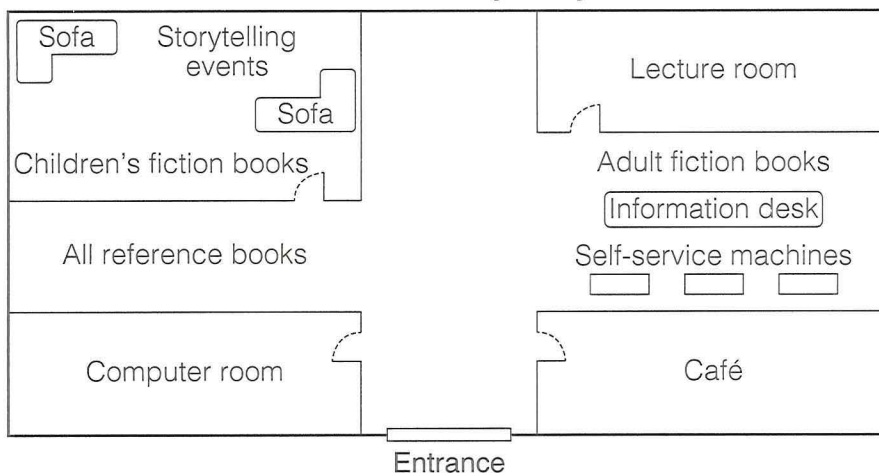 Sofa
Storytelling
events
Sofa
Children's fiction books
All reference books
Computer room
Lecture room
Adult fiction books
Information desk
Self-service machines
Café
Entrance